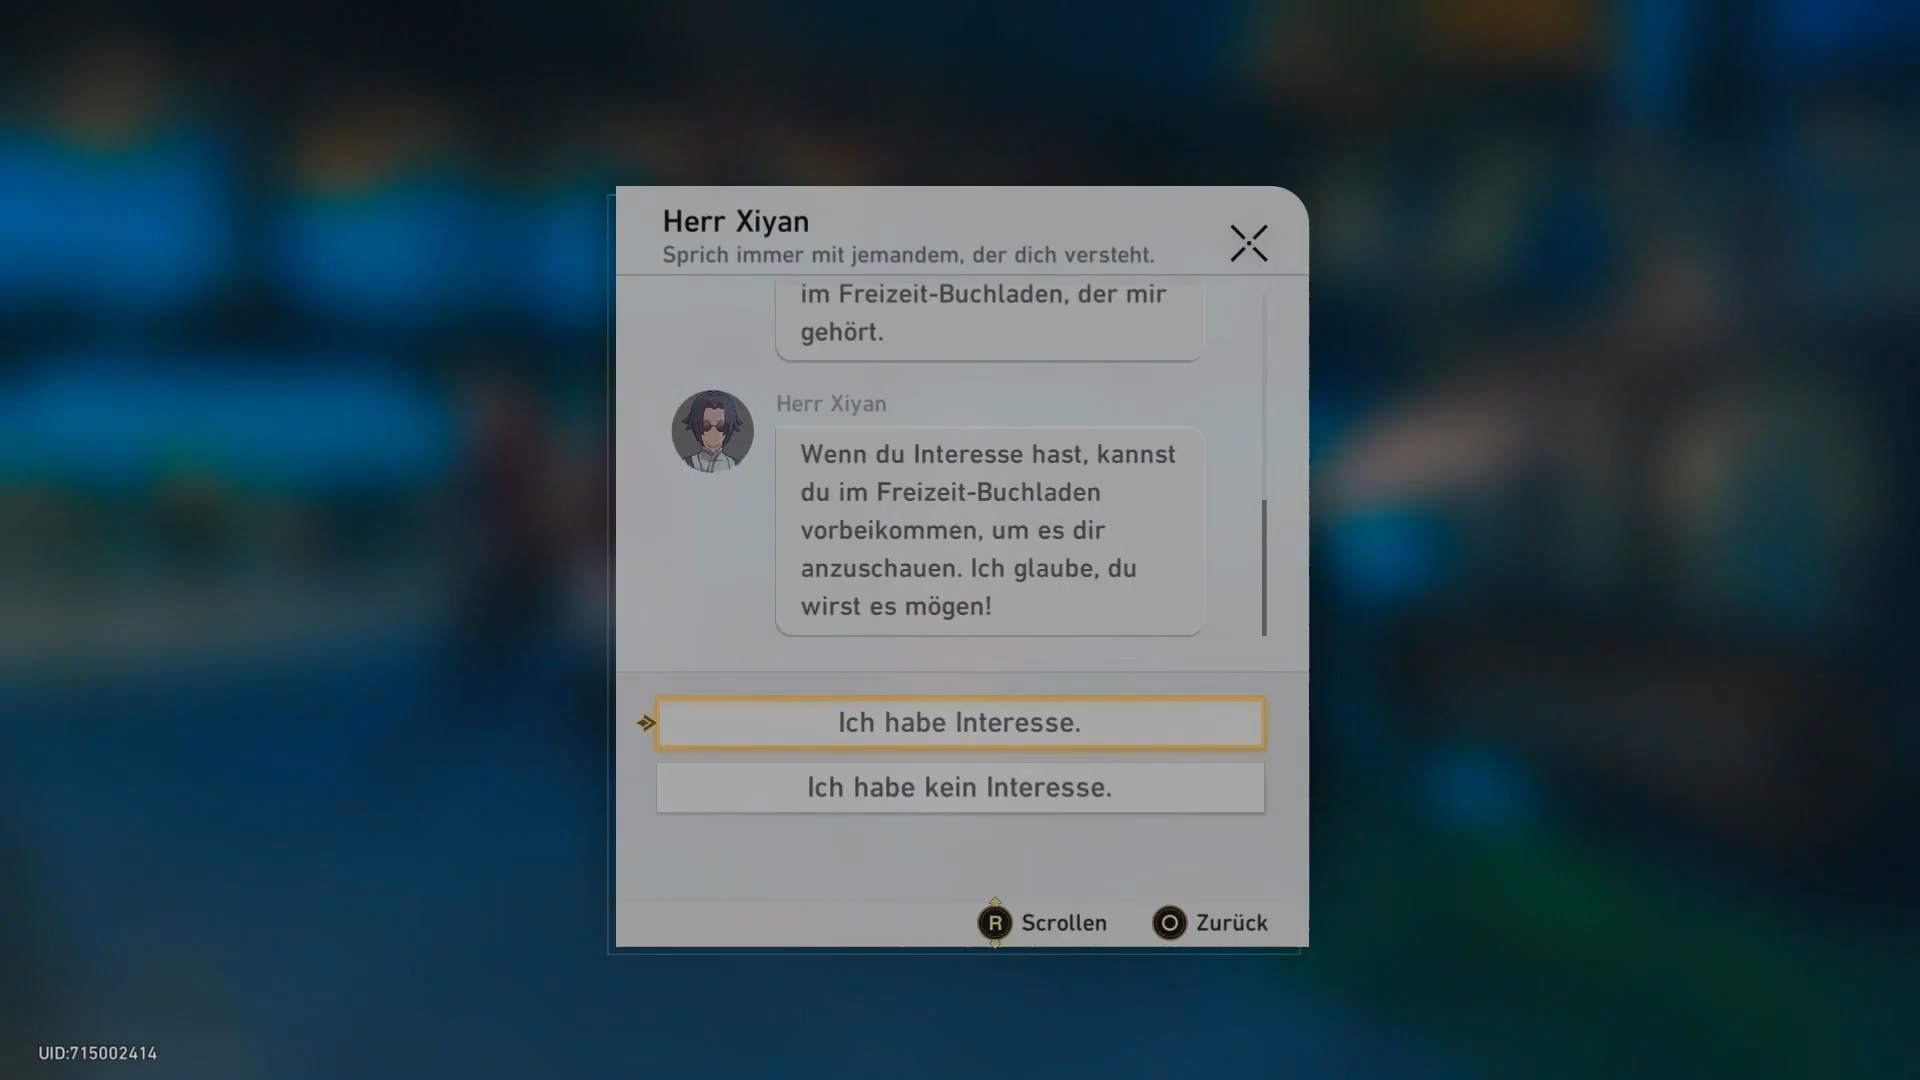 Herr Xiyan
Sprich immer mit jemandem, der dich versteht.
im Freizeit-Buchladen, der mir
gehört.
Herr Xiyan
Wenn du Interesse hast, kannst
du im Freizeit-Buchladen
vorbeikommen, um es dir
anzuschauen. Ich glaube, du
wirst es mögen!
Ich habe Interesse.
Ich habe kein Interesse.
R Scrollen
Zurück
UID:715002414